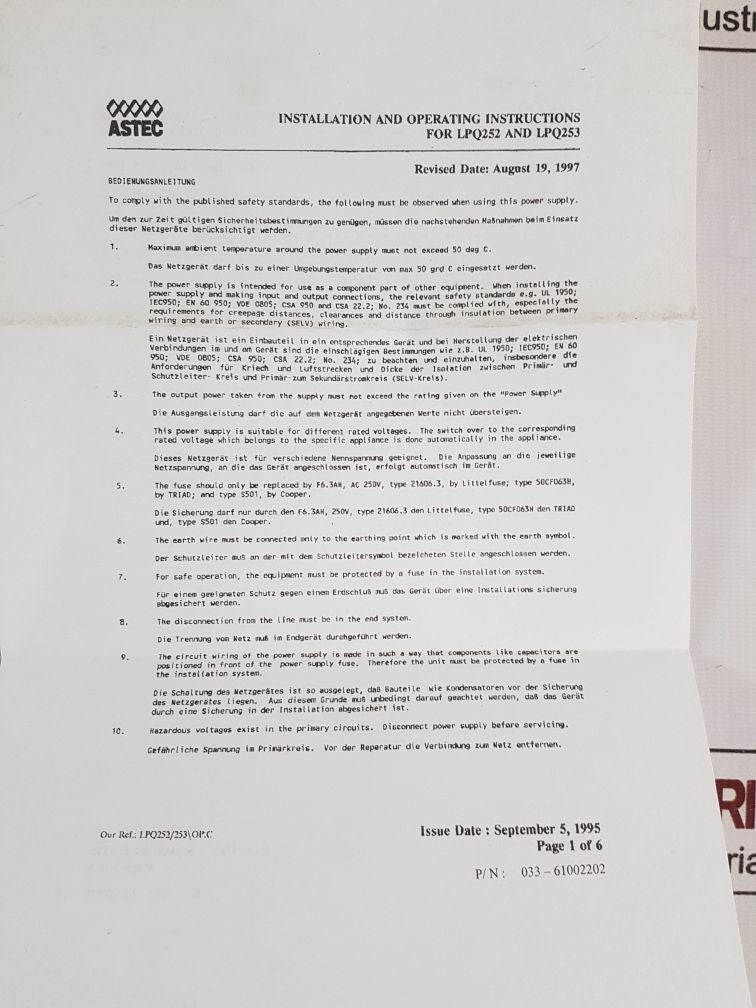 usti
ASTEC
INSTALLATION AND OPERATING INSTRUCTIONS
FOR LPQ252 AND LPQ253
Revised Date: August 19, 1997
BEDIENUNGSANLEITUNG
To comply with the published safety standards, the following must be observed when using this power supply.
Um den zur Zeit gültigen Sicherheitsbestimmungen zu genügen, müssen die nachstehenden Maßnahmen beim Einsatz
dieser Netzgeräte berücksichtigt werden.
1. Maximum ambient temperature around the power supply must not exceed 50 deg C.
Das Netzgerät darf bis zu einer Umgebungstemperatur von max 50 grd C eingesetzt werden.
2. The power supply is intended for use as a component part of other equipment. When installing the
power supply and making input and output connections, the relevant safety standards e.g. UL 1950;
IEC950; EN 60 950; VDE 0805; CSA 950 and CSA 22.2; No. 234 must be complied with, especially the
requirements for creepage distances, clearances and distance through insulation between primary
wiring and earth or secondary (SELV) wiring.
Ein Netzgerät ist ein Einbauteil in ein entsprechendes Gerät und bei Herstellung der elektrischen
Verbindungen im und am Gerät sind die einschlägigen Bestimmungen wie z.B. UL 1950; IEC950; EN 60
950; VDE 0805; CSA 950; CSA 22.2; No. 234; zu beachten und einzuhalten, insbesondere die
Anforderungen für Kriech und Luftstrecken und Dicke der Isolation zwischen Primär- und
Schutzleiter- Kreis und Primär-zum Sekundärstromkreis (SELV-Kreis).
3. The output power taken from the supply must not exceed the rating given on the "Power Supply"
Die Ausgangsleistung darf die auf dem Netzgerät angegebenen Werte nicht übersteigen.
4. This power supply is suitable for different rated voltages. The switch over to the corresponding
rated voltage which belongs to the specific appliance is done automatically in the appliance.
Dieses Netzgerät ist für verschiedene Nennspannung geeignet. Die Anpassung an die jeweilige
Netzspannung, an die das Gerät angeschlossen ist, erfolgt automatisch im Gerät.
5. The fuse should only be replaced by F6.3AH, AC 250V, type 21606.3, by Littelfuse; type 50CF063H,
by TRIAD; and type S501, by Cooper.
Die Sicherung darf nur durch den F6.3AH, 250V, type 21606.3 den Littelfuse, type 50CF063H den TRIAD
und, type S501 den Cooper.
6. The earth wire must be connected only to the earthing point which is marked with the earth symbol.
Der Schutzleiter muß an der mit dem Schutzleitersymbol bezeicheten Stelle angeschlossen werden.
7. For safe operation, the equipment must be protected by a fuse in the installation system.
Für einem geeigneten Schutz gegen einem Erdschluß muß das Gerät über eine Installations sicherung
abgesichert werden.
8. The disconnection from the line must be in the end system.
Die Trennung vom Netz muß im Endgerät durchgeführt werden.
9. The circuit wiring of the power supply is made in such a way that components like capacitors are
positioned in front of the power supply fuse. Therefore the unit must be protected by a fuse in
the installation system.
Die Schaltung des Netzgerätes ist so ausgelegt, daß Bauteile wie Kondensatoren vor der Sicherung
des Netzgerätes liegen. Aus diesem Grunde muß unbedingt darauf geachtet werden, daß das Gerät
durch eine Sicherung in der Installation abgesichert ist.
10. Hazardous voltages exist in the primary circuits. Disconnect power supply before servicing.
Gefährliche Spannung im Primärkreis. Vor der Reparatur die Verbindung zum Netz entfernen.
RI
ria
Our Ref.: LPQ252/253\OP.C
Issue Date : September 5, 1995
Page 1 of 6
P/N : 033 - 61002202